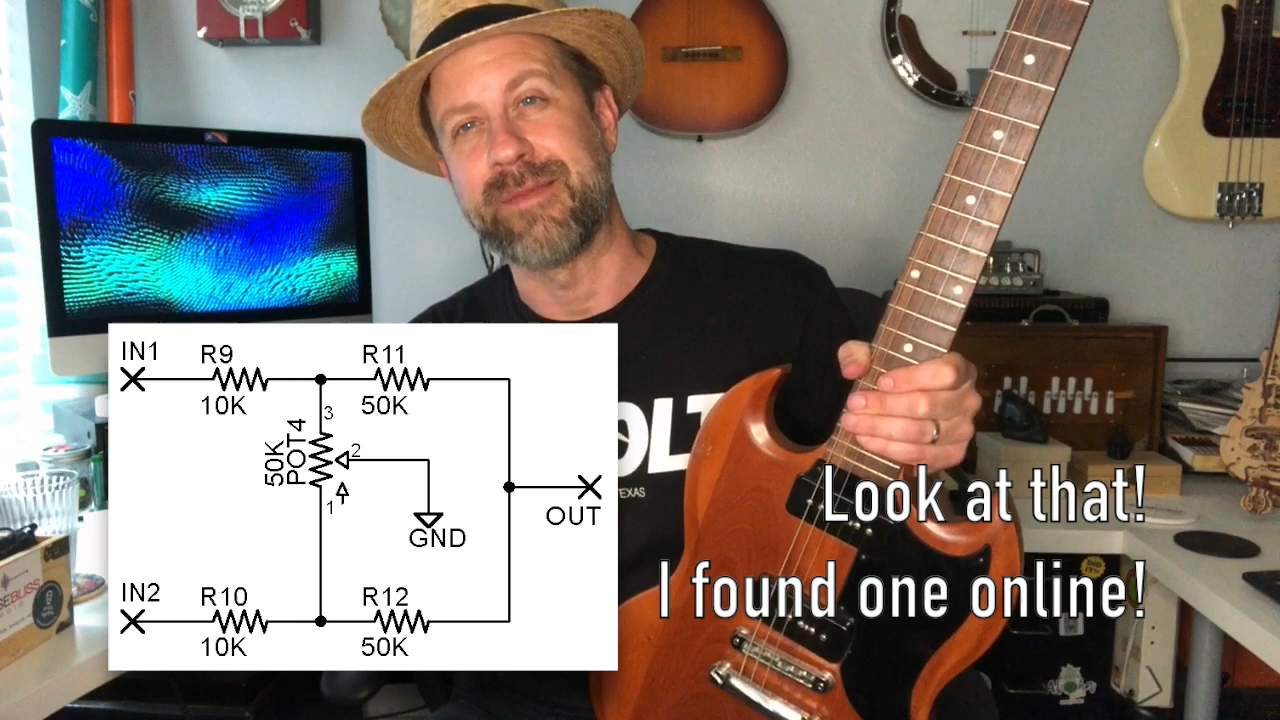 IN1
R9
R11
10K
50K
3
50K
POT4
2
1
GND
OUT
IN2
R10
R12
10K
50K
OLT
TEXAS
Look at that!
I found one online!